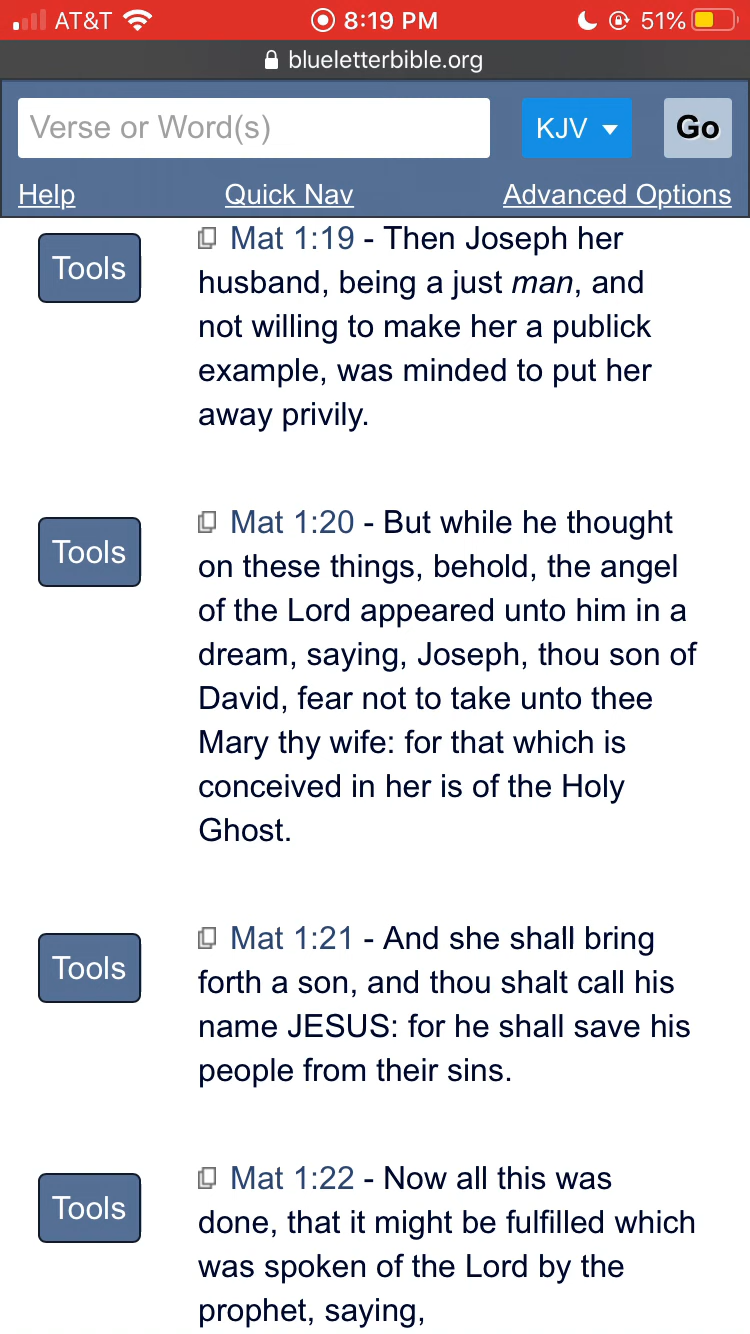 AT&T 8:19 PM 51%
blueletterbible.org
Verse or Word(s) KJV Go
Help Quick Nav Advanced Options
Tools
Mat 1:19 - Then Joseph her
husband, being a just man, and
not willing to make her a publick
example, was minded to put her
away privily.
Tools
Mat 1:20 - But while he thought
on these things, behold, the angel
of the Lord appeared unto him in a
dream, saying, Joseph, thou son of
David, fear not to take unto thee
Mary thy wife: for that which is
conceived in her is of the Holy
Ghost.
Tools
Mat 1:21 - And she shall bring
forth a son, and thou shalt call his
name JESUS: for he shall save his
people from their sins.
Tools
Mat 1:22 - Now all this was
done, that it might be fulfilled which
was spoken of the Lord by the
prophet, saying,